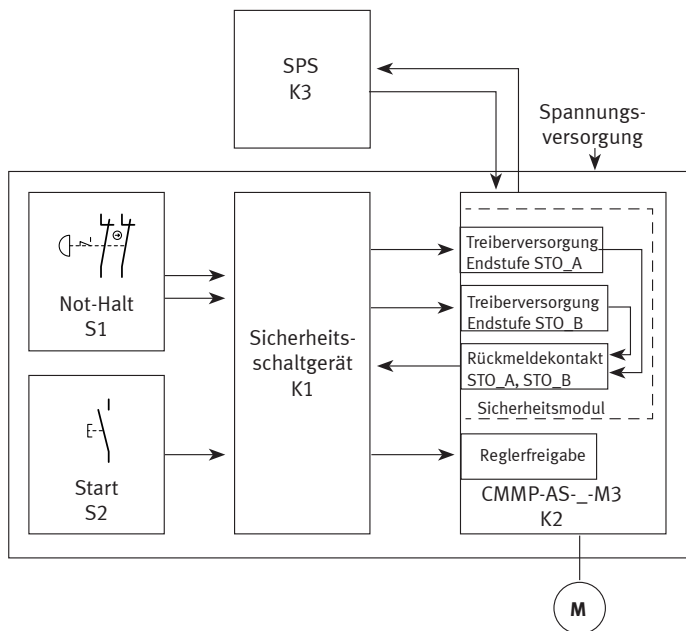 SPS
K3
Spannungs-
versorgung
Not-Halt
S1
Start
S2
Sicherheits-
schaltgerät
K1
Treiberversorgung
Endstufe STO_A
Treiberversorgung
Endstufe STO_B
Rückmeldekontakt
STO_A, STO_B
Sicherheitsmodul
Reglerfreigabe
CMMP-AS-_-M3
K2
M